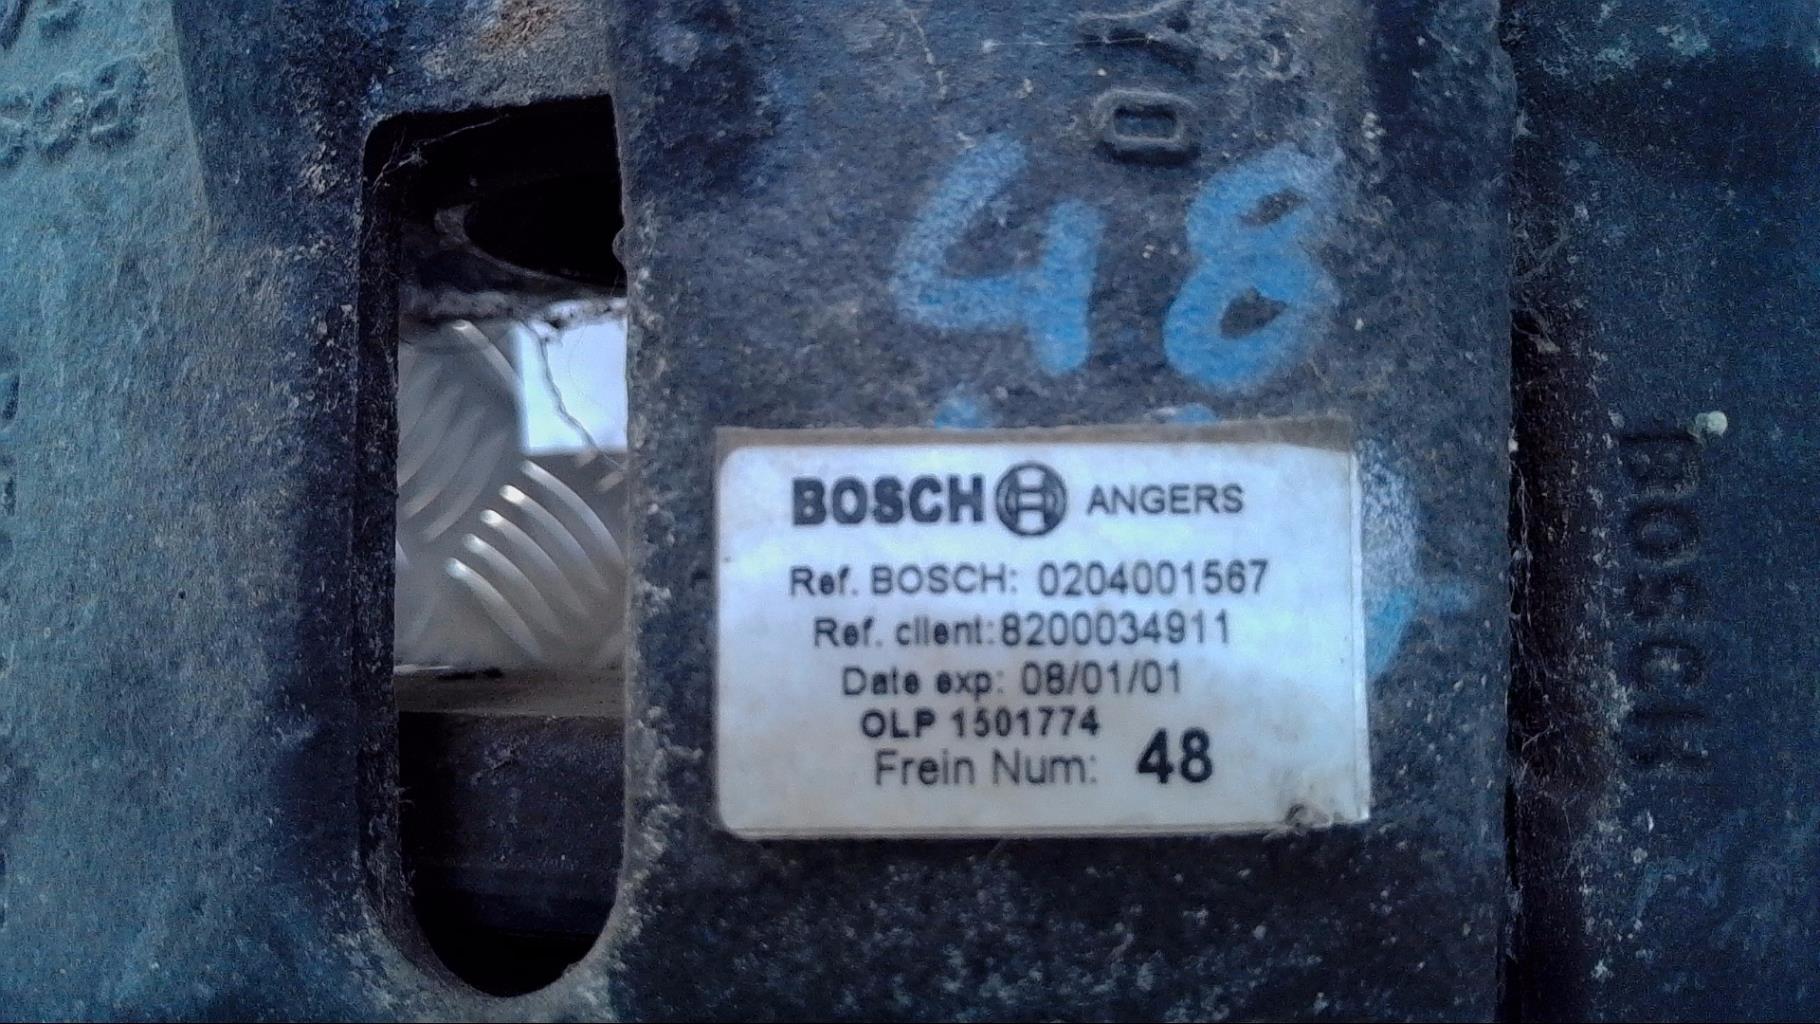 48
BOSCH ANGERS
Ref. BOSCH: 0204001567
Ref. client:8200034911
Date exp: 08/01/01
OLP 1501774
Frein Num: 48
BOSCH